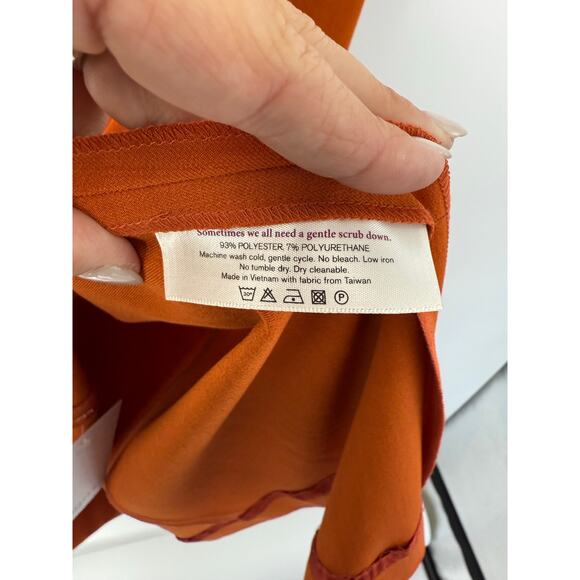 Sometimes we all need a gentle scrub down.
93% POLYESTER, 7% POLYURETHANE
Machine wash cold, gentle cycle. No bleach. Low iron
No tumble dry. Dry cleanable.
Made in Vietnam with fabric from Taiwan
30° P